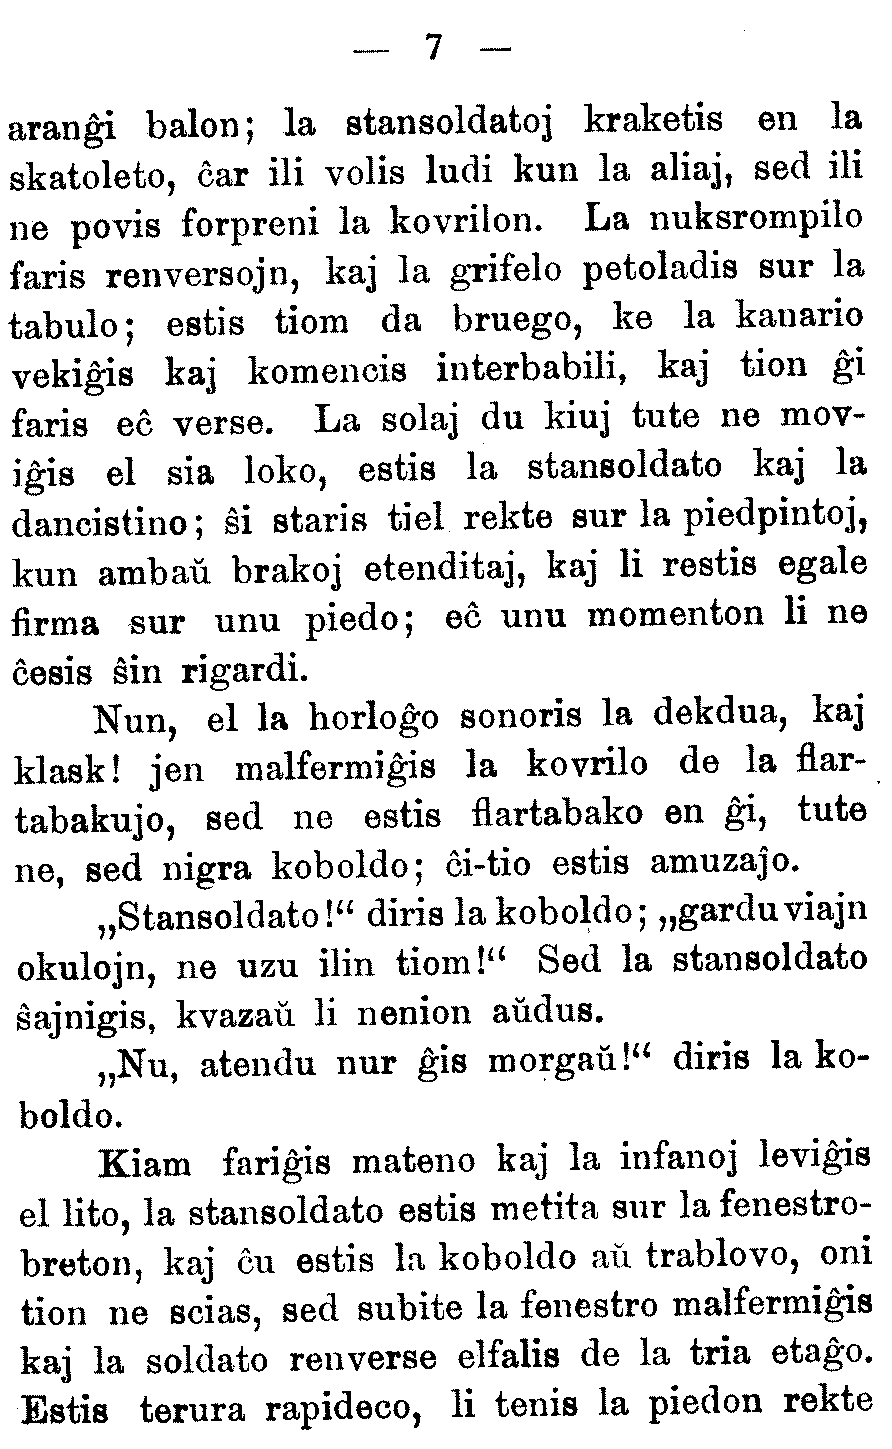 — 7 —
aranĝi balon; la stansoldatoj kraketis en la
skatoleto, ĉar ili volis ludi kun la aliaj, sed ili
ne povis forpreni la kovrilon. La nuksrompilo
faris renversojn, kaj la grifelo petoladis sur la
tabulo; estis tiom da bruego, ke la kanario
vekiĝis kaj komencis interbabili, kaj tion ĝi
faris eĉ verse. La solaj du kiuj tute ne mov-
iĝis el sia loko, estis la stansoldato kaj la
dancistino; ŝi staris tiel rekte sur la piedpintoj,
kun ambaŭ brakoj etenditaj, kaj li restis egale
firma sur unu piedo; eĉ unu momenton li ne
ĉesis ŝin rigardi.
Nun, el la horloĝo sonoris la dekdua, kaj
klask! jen malfermiĝis la kovrilo de la flar-
tabakujo, sed ne estis flartabako en ĝi, tute
ne, sed nigra koboldo; ĉi-tio estis amuzaĵo.
„Stansoldato!“ diris la koboldo; „gardu viajn
okulojn, ne uzu ilin tiom!“ Sed la stansoldato
ŝajnigis, kvazaŭ li nenion aŭdus.
„Nu, atendu nur ĝis morgaŭ!“ diris la ko-
boldo.
Kiam fariĝis mateno kaj la infanoj leviĝis
el lito, la stansoldato estis metita sur la fenestro-
breton, kaj ĉu estis la koboldo aŭ trablovo, oni
tion ne scias, sed subite la fenestro malfermiĝis
kaj la soldato renverse elfalis de la tria etaĝo.
Estis terura rapideco, li tenis la piedon rekte